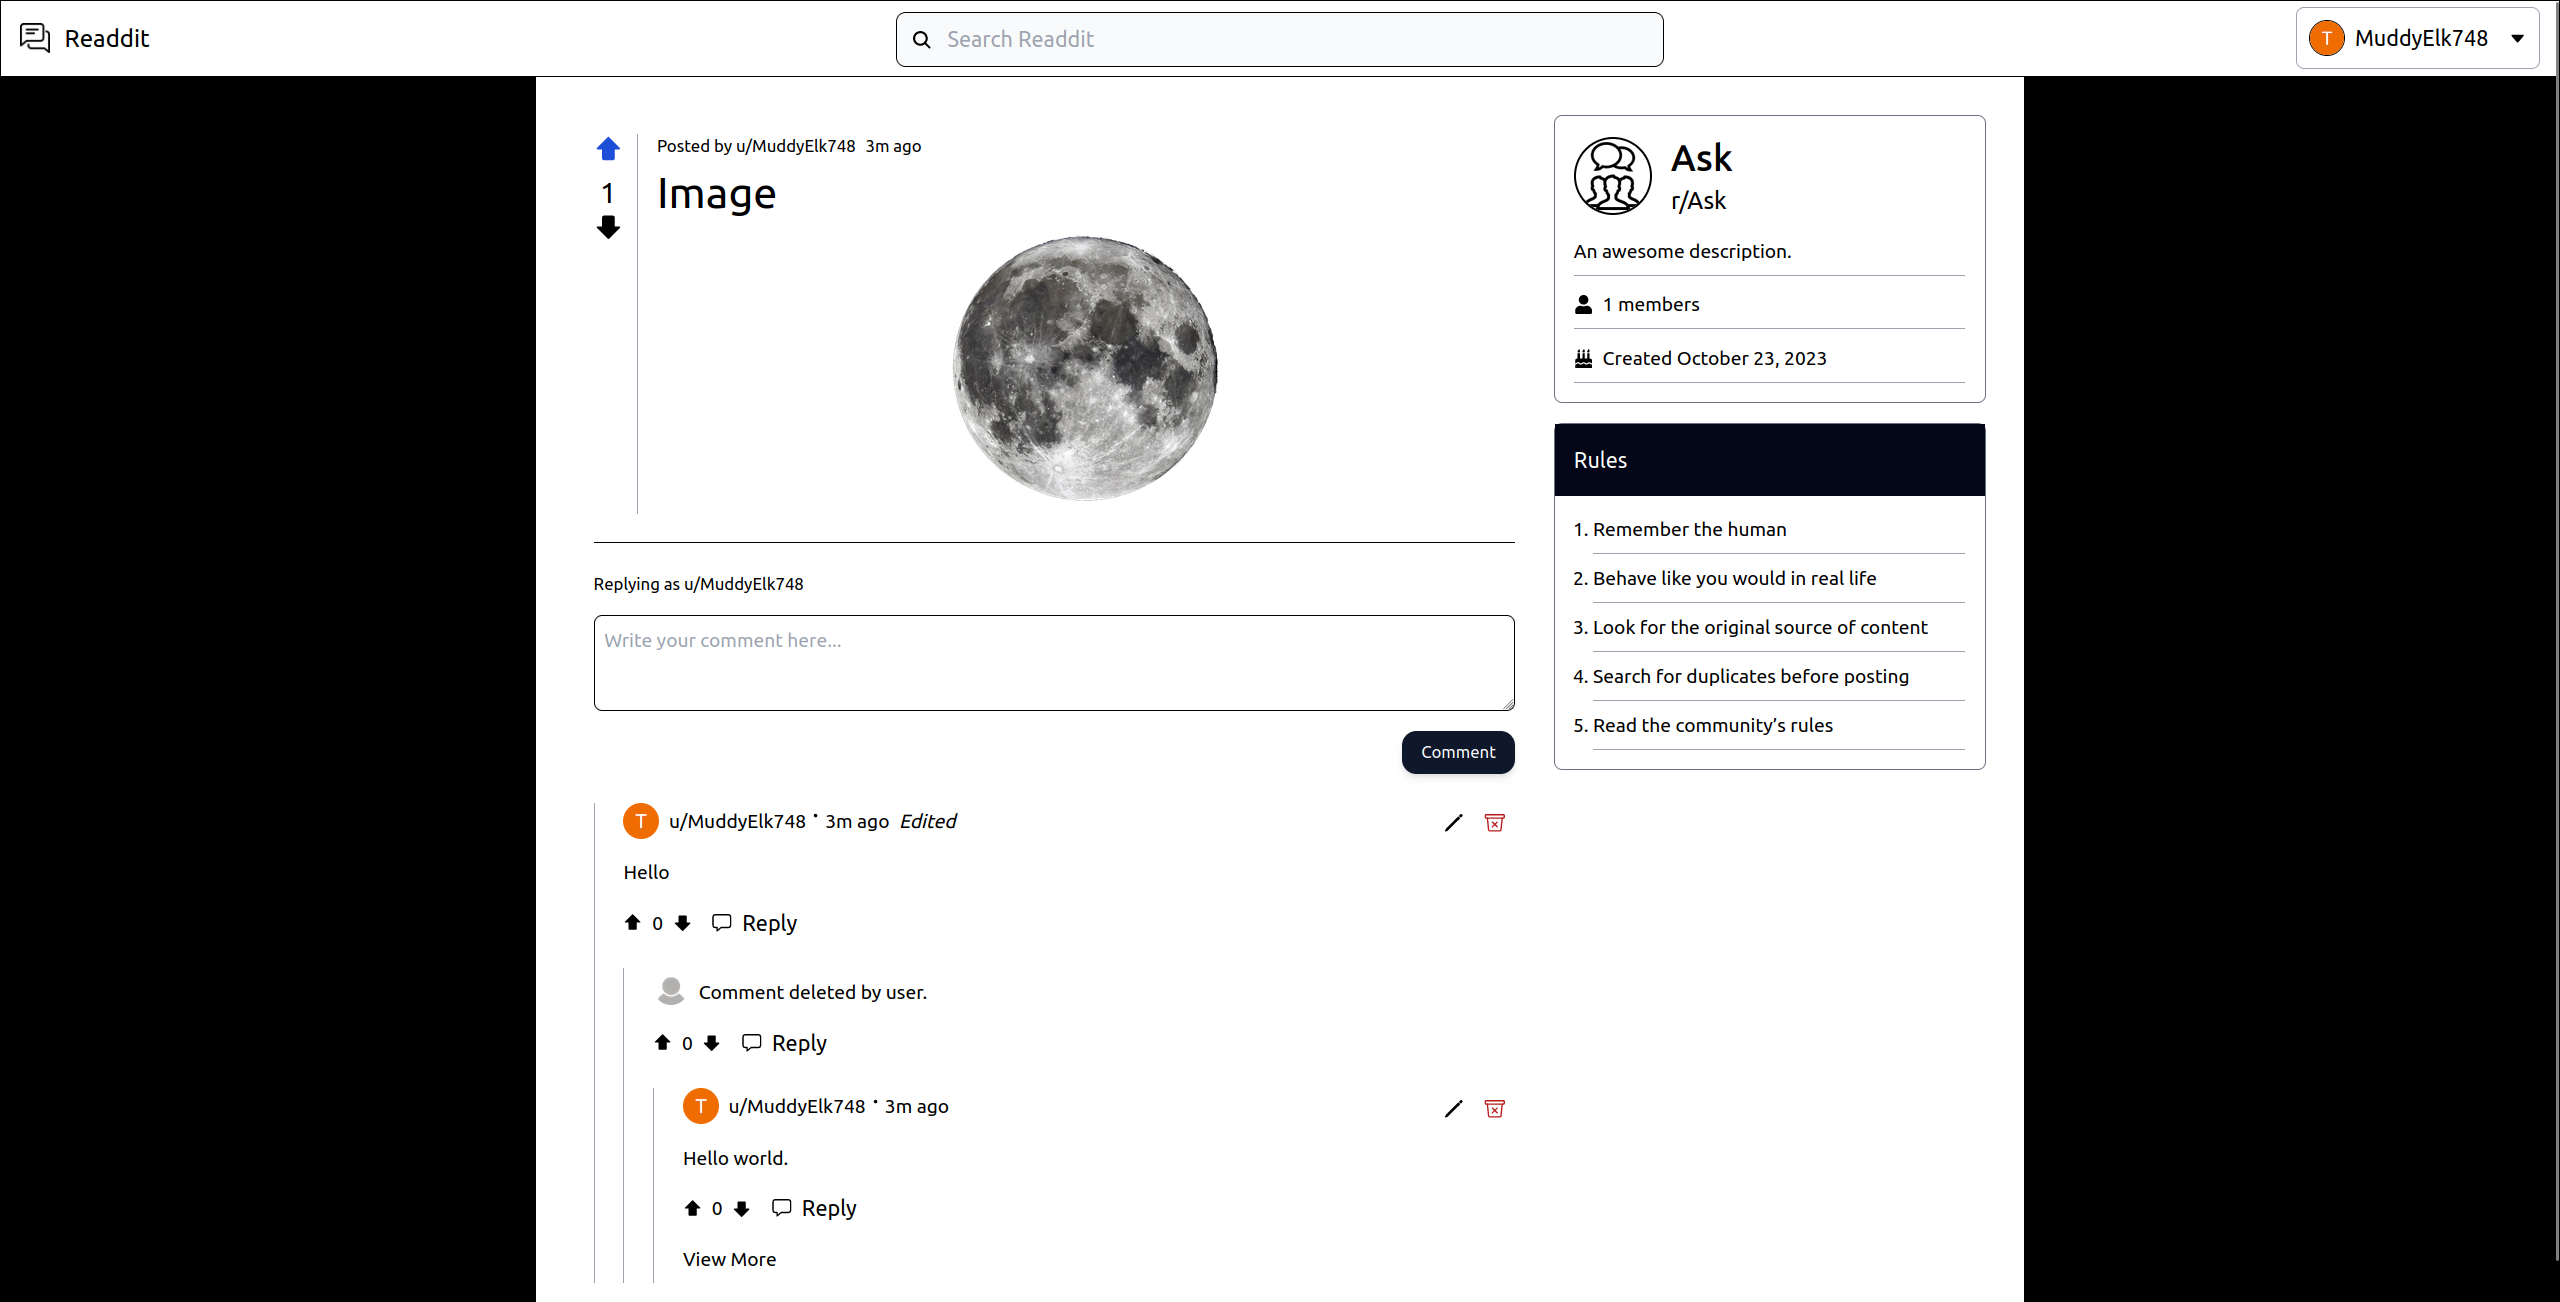 Readdit
Search Readdit
T MuddyElk748
Posted by u/MuddyElk748 3m ago
1
Image
Ask
r/Ask
An awesome description.
1 members
Created October 23, 2023
Rules
1. Remember the human
2. Behave like you would in real life
3. Look for the original source of content
4. Search for duplicates before posting
5. Read the community’s rules
Replying as u/MuddyElk748
Write your comment here...
Comment
T u/MuddyElk748 · 3m ago Edited
Hello
0 Reply
Comment deleted by user.
0 Reply
T u/MuddyElk748 · 3m ago
Hello world.
0 Reply
View More